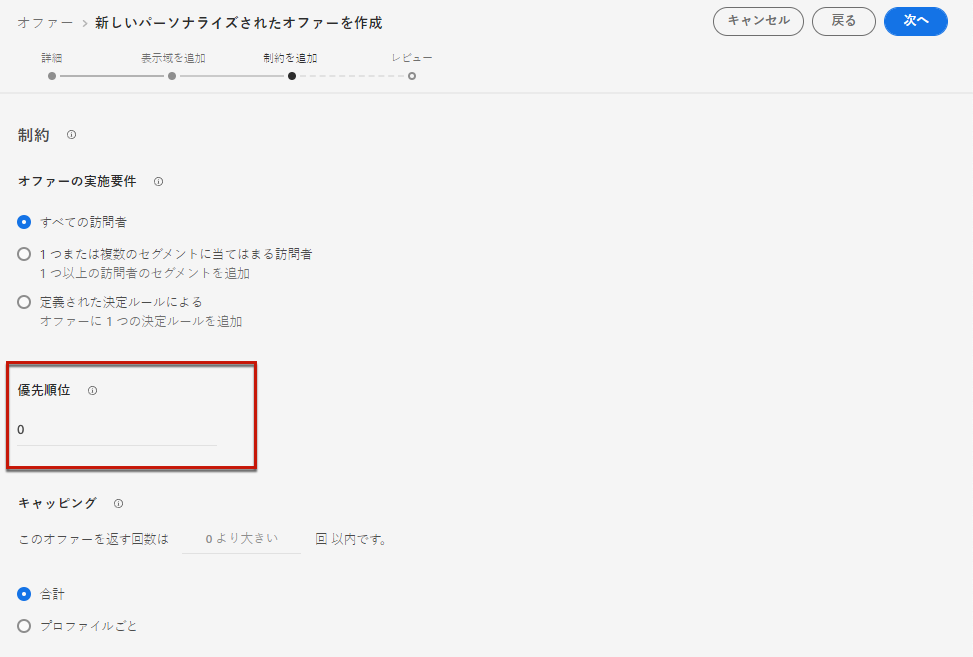 オファー > 新しいパーソナライズされたオファーを作成
キャンセル 戻る 次へ
詳細 表示域を追加 制約を追加 レビュー
制約
オファーの実施要件
すべての訪問者
1 つまたは複数のセグメントに当てはまる訪問者
1 つ以上の訪問者のセグメントを追加
定義された決定ルールによる
オファーに 1 つの決定ルールを追加
優先順位
0
キャッピング
このオファーを返す回数は 0 より大きい 回 以内です。
合計
プロファイルごと